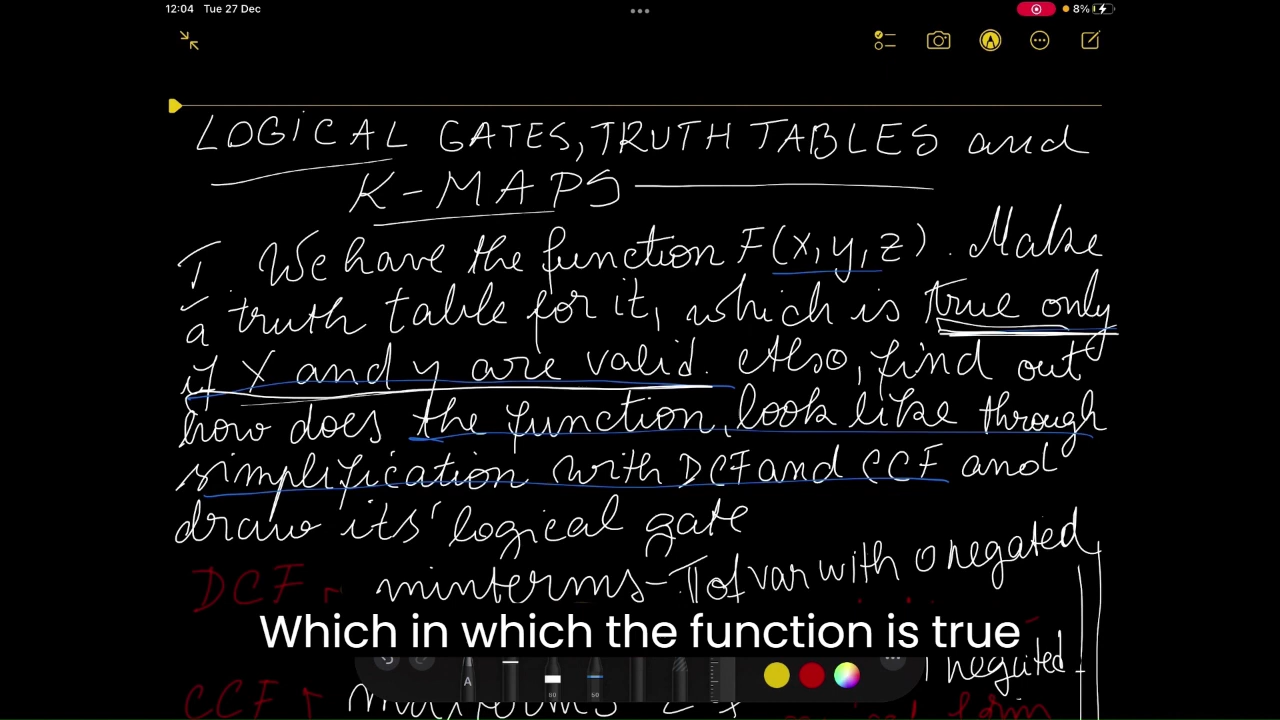 12:04 Tue 27 Dec
8%
LOGICAL GATES, TRUTH TABLES and
K-MAPS
I We have the function F(x, y, z). Make
a truth table for it, which is true only
if x and y are valid. Also, find out
how does the function look like through
simplification with DCF and CCF and
draw its' logical gate
DCF minterms - π of var with 0 negated
Which in which the function is true
negated
A
80
50
CCF